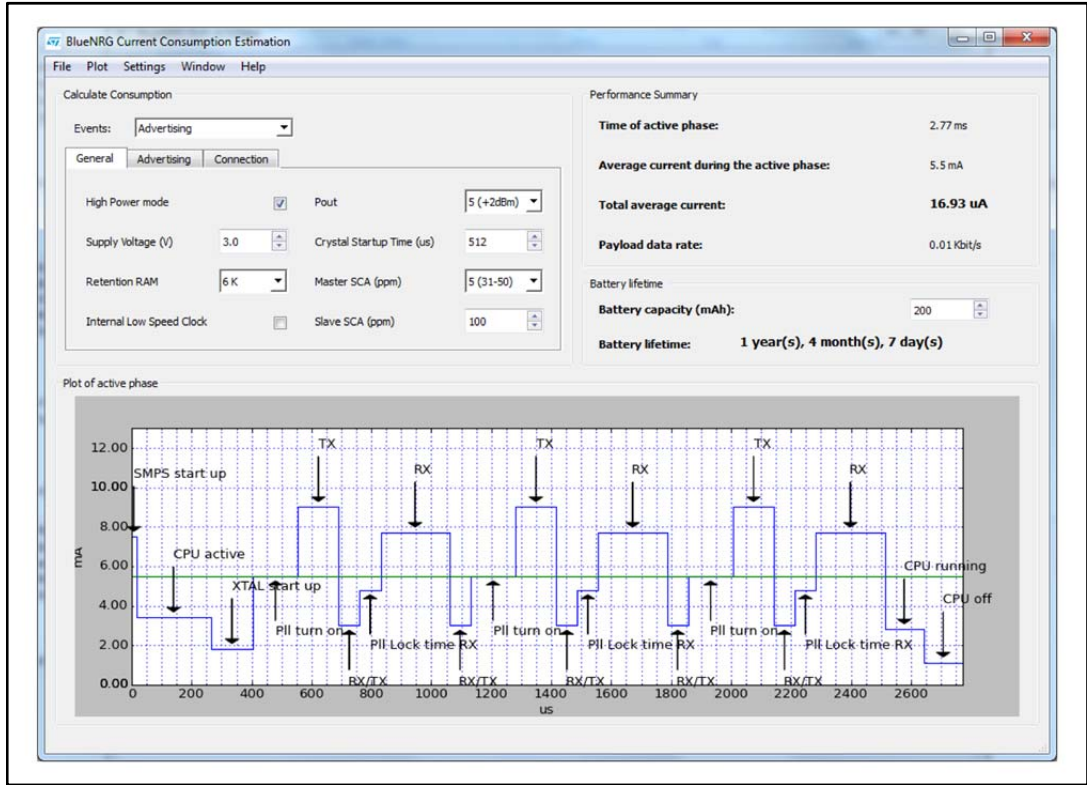 BlueNRG Current Consumption Estimation
File Plot Settings Window Help
Calculate Consumption
Events: Advertising
General Advertising Connection
High Power mode Pout 5 (+2dBm)
Supply Voltage (V) 3.0 Crystal Startup Time (us) 512
Retention RAM 6 K Master SCA (ppm) 5 (31-50)
Internal Low Speed Clock Slave SCA (ppm) 100
Performance Summary
Time of active phase: 2.77 ms
Average current during the active phase: 5.5 mA
Total average current: 16.93 uA
Payload data rate: 0.01 Kbit/s
Battery lifetime
Battery capacity (mAh): 200
Battery lifetime: 1 year(s), 4 month(s), 7 day(s)
Plot of active phase
12.00
10.00
8.00
6.00
4.00
2.00
0.00
mA
SMPS start up
CPU active
XTAL start up
TX
RX
TX
RX
TX
RX
CPU running
CPU off
Pll turn on
Pll Lock time RX
Pll turn on
Pll Lock time RX
Pll turn on
Pll Lock time RX
RX/TX
RX/TX
RX/TX
RX/TX
RX/TX
0 200 400 600 800 1000 1200 1400 1600 1800 2000 2200 2400 2600
us